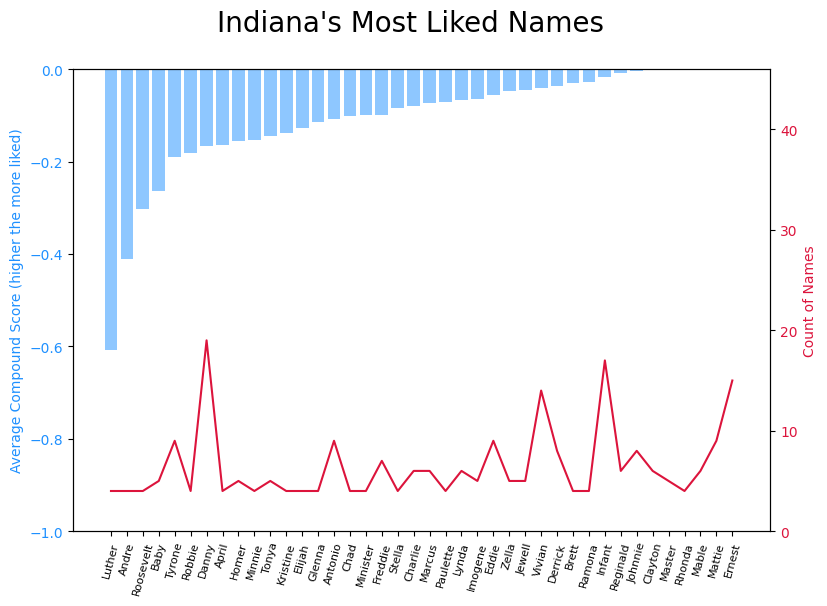 Indiana's Most Liked Names
Average Compound Score (higher the more liked)
0.0
−0.2
−0.4
−0.6
−0.8
−1.0
Count of Names
40
30
20
10
0
Luther
Andre
Roosevelt
Baby
Tyrone
Robbie
Danny
April
Homer
Minnie
Tonya
Kristine
Elijah
Glenna
Antonio
Chad
Minister
Freddie
Stella
Charlie
Marcus
Paulette
Lynda
Imogene
Eddie
Zella
Jewell
Vivian
Derrick
Brett
Ramona
Infant
Reginald
Johnnie
Clayton
Master
Rhonda
Mable
Mattie
Ernest